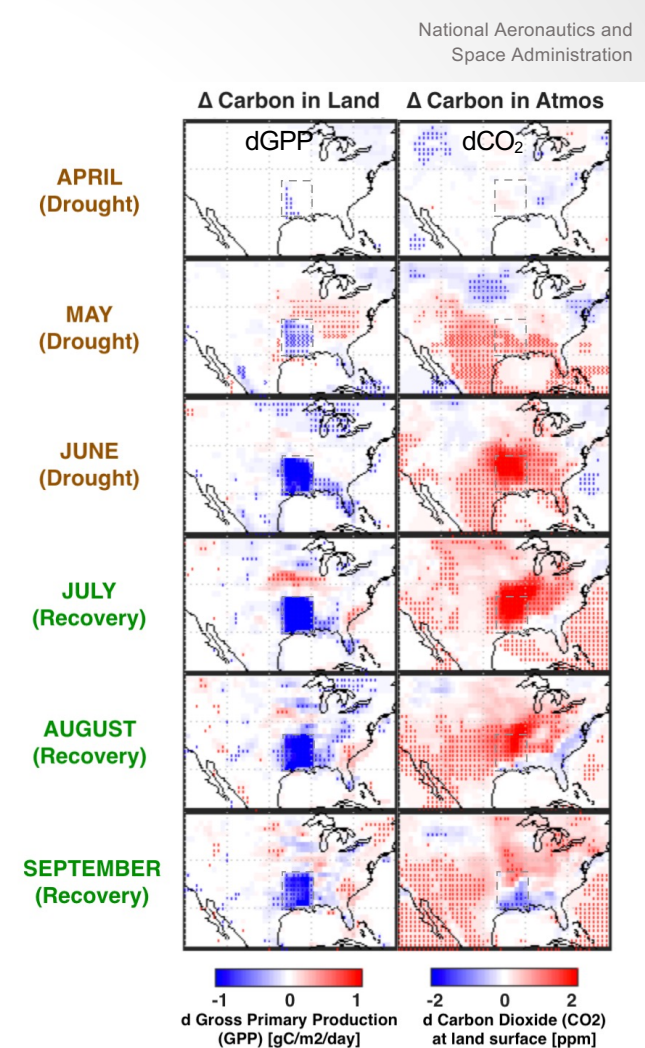 National Aeronautics and
Space Administration
Δ Carbon in Land
Δ Carbon in Atmos
dGPP
dCO₂
APRIL
(Drought)
MAY
(Drought)
JUNE
(Drought)
JULY
(Recovery)
AUGUST
(Recovery)
SEPTEMBER
(Recovery)
-1 0 1
d Gross Primary Production
(GPP) [gC/m2/day]
-2 0 2
d Carbon Dioxide (CO2)
at land surface [ppm]